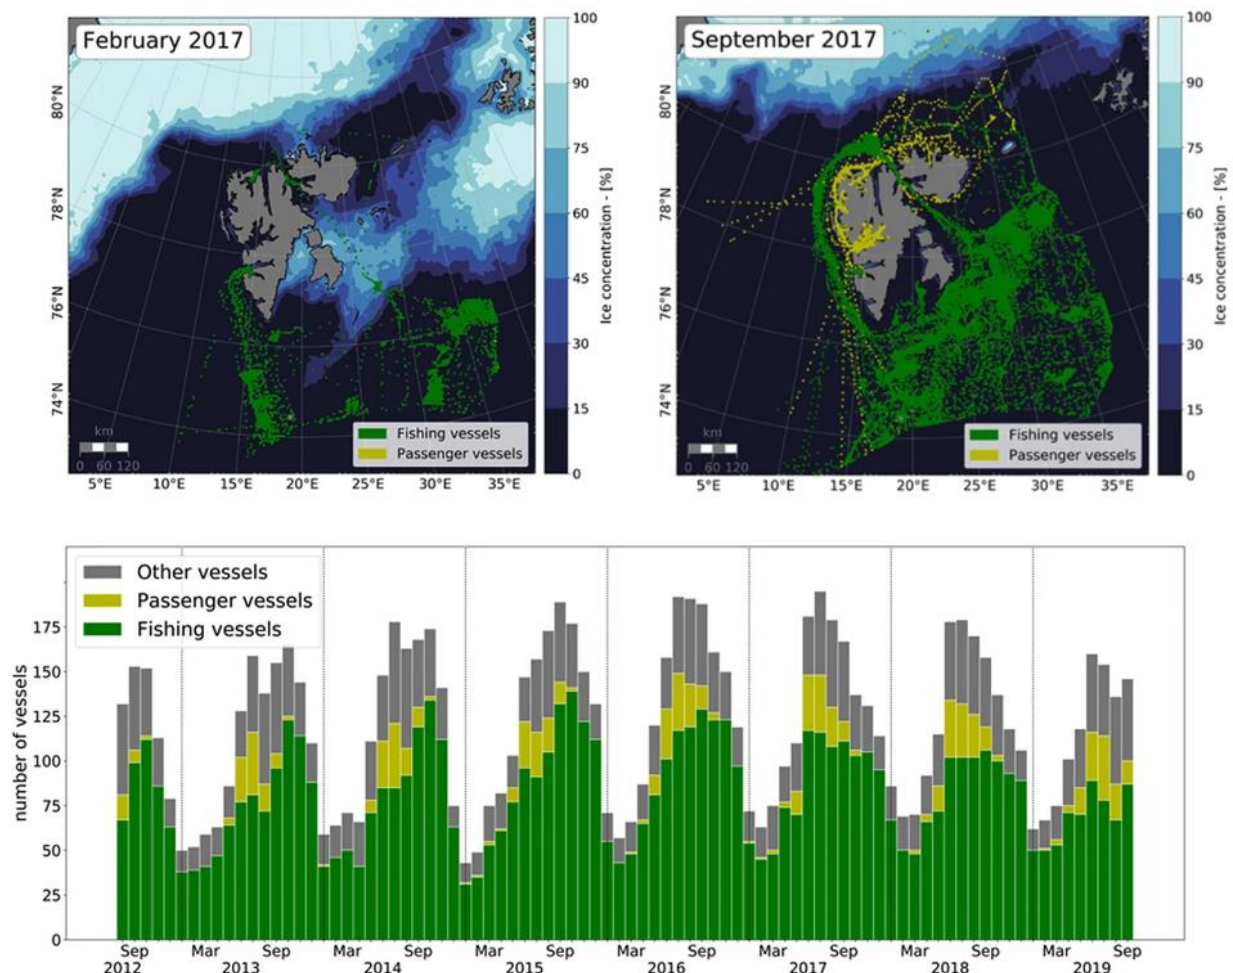 February 2017
80°N
78°N
76°N
74°N
km
0 60 120
5°E 10°E 15°E 20°E 25°E 30°E 35°E
Fishing vessels
Passenger vessels
100
90
75
60
45
30
15
0
Ice concentration - [%]
September 2017
80°N
78°N
76°N
74°N
km
0 60 120
5°E 10°E 15°E 20°E 25°E 30°E 35°E
Fishing vessels
Passenger vessels
100
90
75
60
45
30
15
0
Ice concentration - [%]
Other vessels
Passenger vessels
Fishing vessels
number of vessels
175
150
125
100
75
50
25
0
Sep Mar Sep Mar Sep Mar Sep Mar Sep Mar Sep Mar Sep Mar Sep
2012 2013 2014 2015 2016 2017 2018 2019